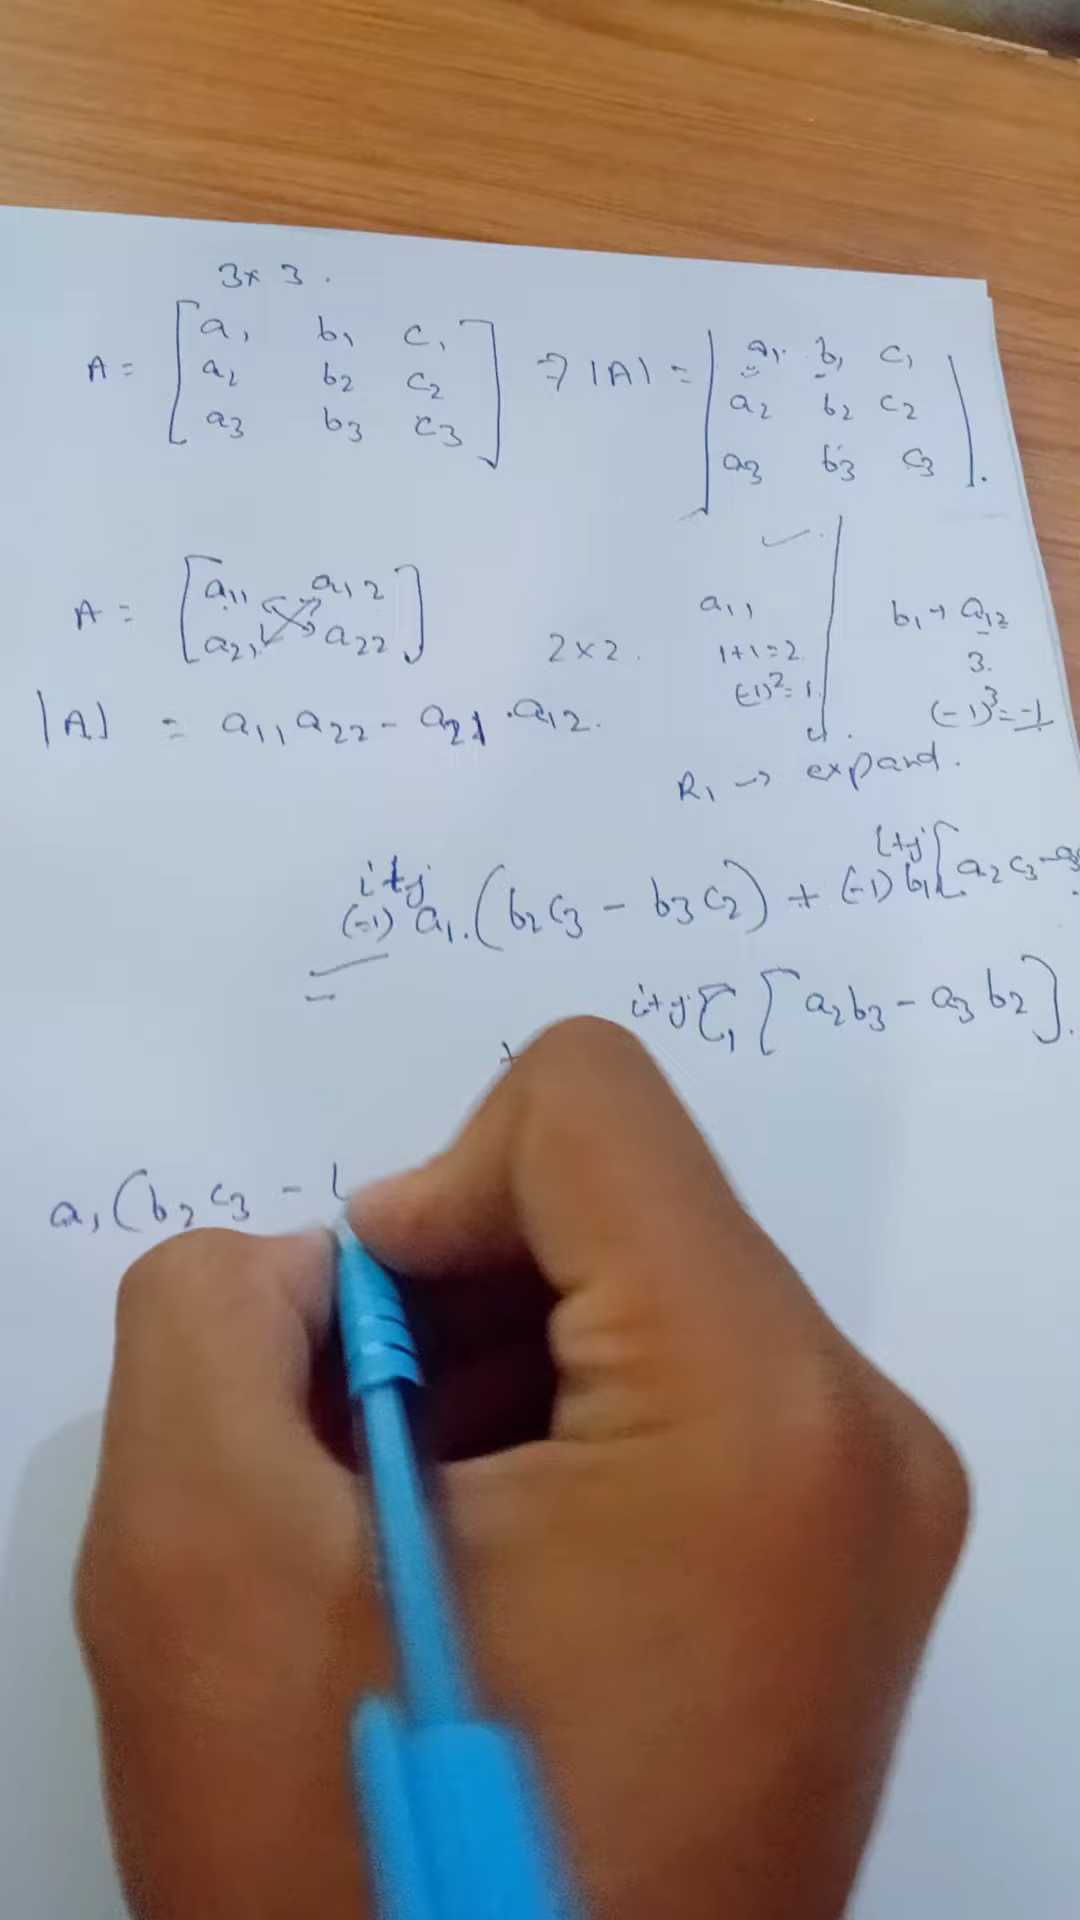 3x 3.
A = [ a1 b1 c1
a2 b2 c2
a3 b3 c3 ] ⇒ |A| = | a1 b1 c1
a2 b2 c2
a3 b3 c3 |.
A = [ a11 a12
a21 a22 ] 2 x 2.
|A| = a11 a22 - a21 . a12.
a11
1+1=2
(-1)^2 = 1
b1 → a12
3.
(-1)^3 = -1
R1 → expand.
(-1)^i+j a1. (b2c3 - b3c2) + (-1)^i+j b1 [ a2c3 - a3
+ i+j c1 [ a2b3 - a3b2 ].
a1 (b2c3 -